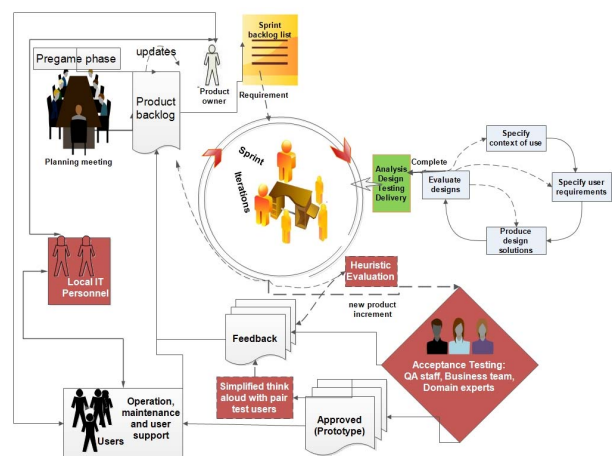 Pregame phase
updates
Product
backlog
Planning meeting
Product
owner
Sprint
backlog list
Requirement
Sprint
Iterations
Analysis
Design
Testing
Delivery
Complete
Specify
context of use
Evaluate
designs
Specify user
requirements
Produce
design
solutions
Local IT
Personnel
Heuristic
Evaluation
new product
increment
Feedback
Acceptance Testing:
QA staff, Business team,
Domain experts
Simplified think
aloud with pair
test users
Approved
(Prototype)
Operation,
maintenance
and user
support
Users